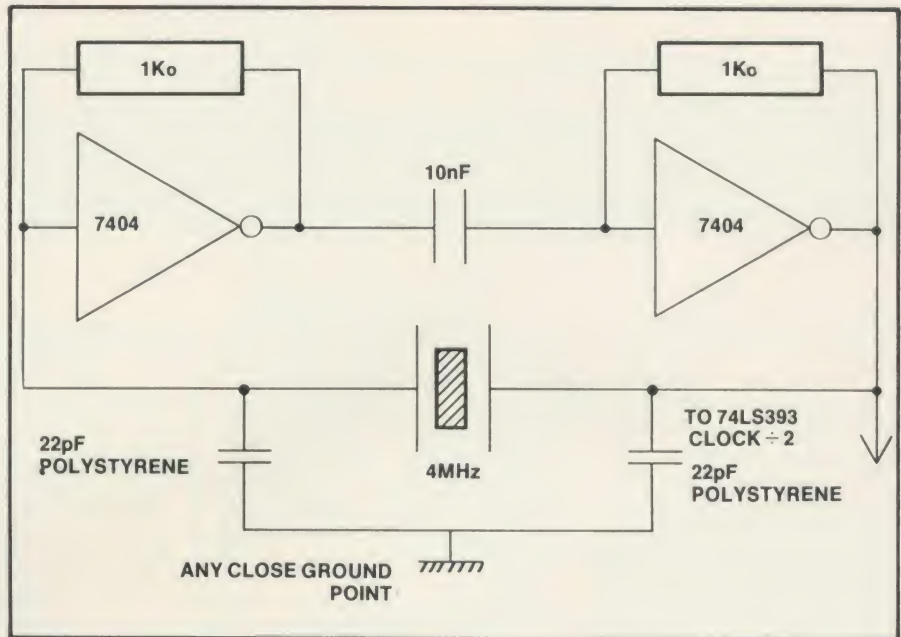 1Ko
1Ko
7404
10nF
7404
22pF
POLYSTYRENE
4MHz
TO 74LS393
CLOCK ÷ 2
22pF
POLYSTYRENE
ANY CLOSE GROUND
POINT